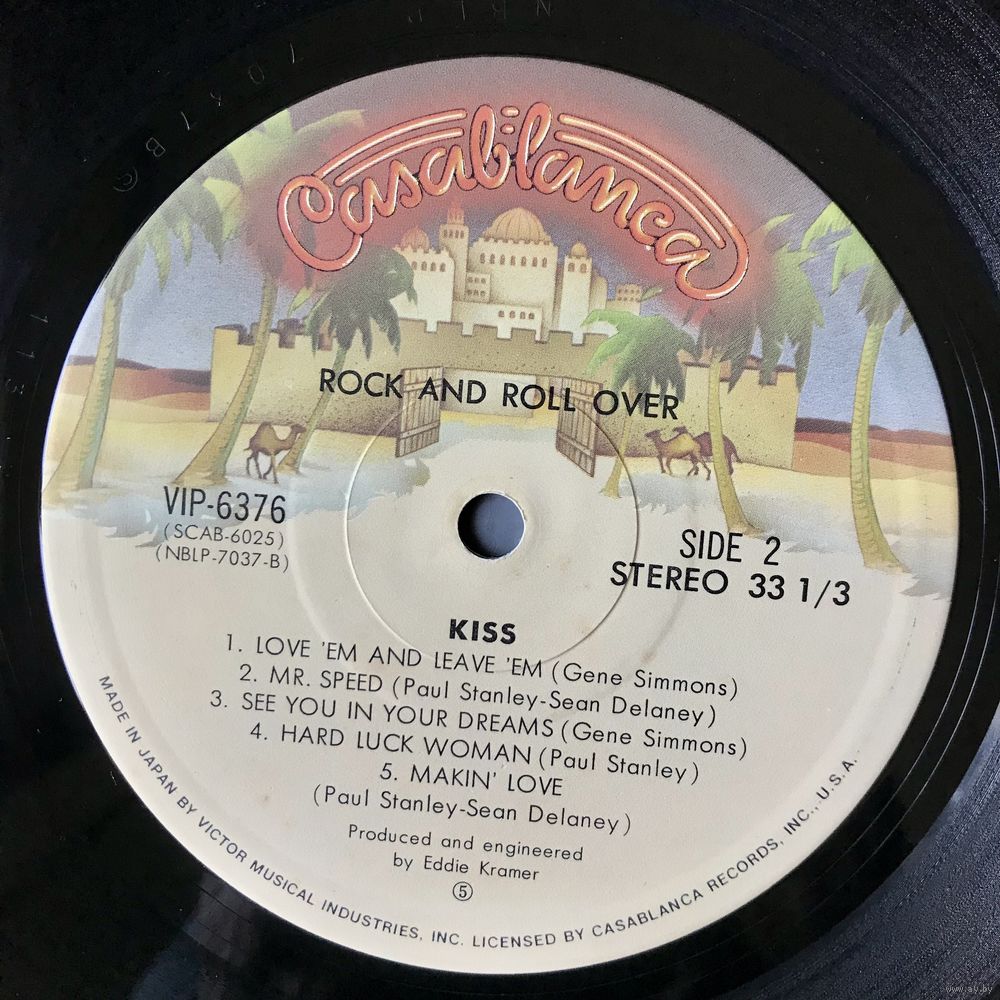 Casablanca
ROCK AND ROLL OVER
VIP-6376
(SCAB-6025)
(NBLP-7037-B)
SIDE 2
STEREO 33 1/3
KISS
1. LOVE 'EM AND LEAVE 'EM (Gene Simmons)
2. MR. SPEED (Paul Stanley-Sean Delaney)
3. SEE YOU IN YOUR DREAMS (Gene Simmons)
4. HARD LUCK WOMAN (Paul Stanley)
5. MAKIN' LOVE
(Paul Stanley-Sean Delaney)
Produced and engineered
by Eddie Kramer
⑤
MADE IN JAPAN BY VICTOR MUSICAL INDUSTRIES, INC. LICENSED BY CASABLANCA RECORDS, INC., U.S.A.
www.ay.by